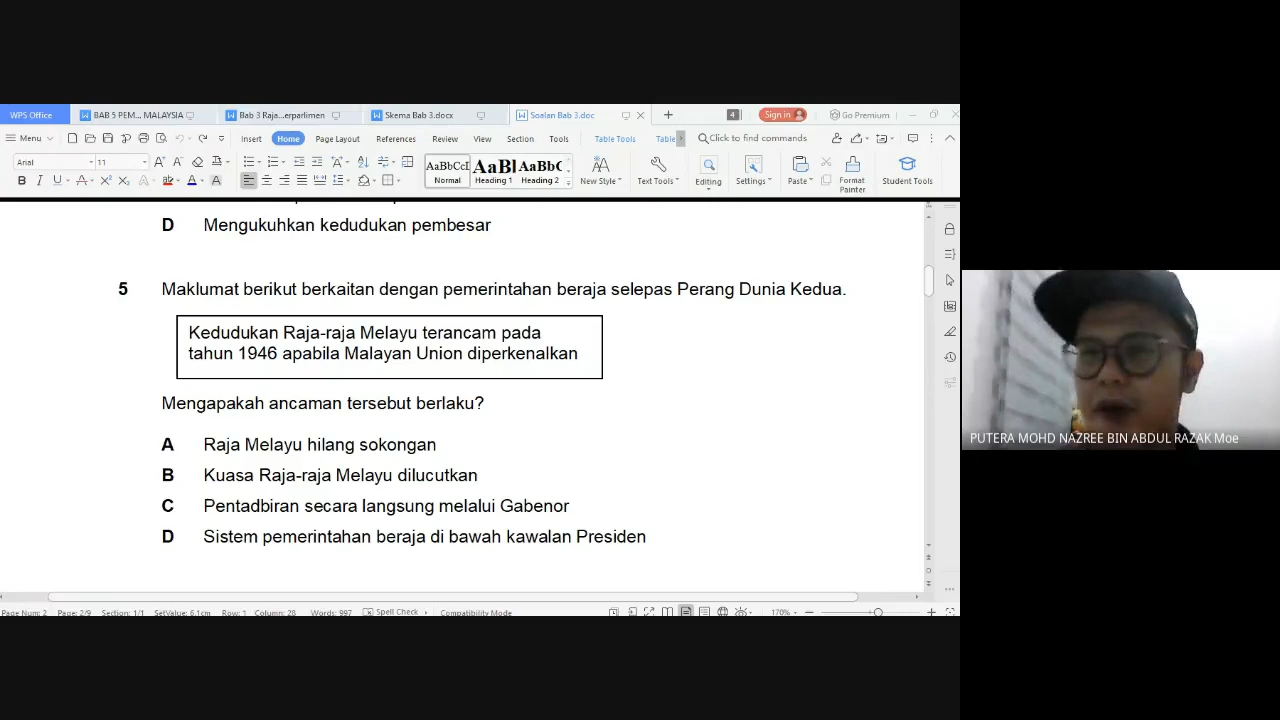 WPS Office
BAB 5 PEM... MALAYSIA
Bab 3 Raja...erparlimen
Skema Bab 3.docx
Soalan Bab 3.doc
4
Sign in
Go Premium
Menu
Insert
Home
Page Layout
References
Review
View
Section
Tools
Table Tools
Table
Click to find commands
Arial
11
AaBbCcD
Normal
AaBl
Heading 1
AaBbC
Heading 2
New Style
Text Tools
Editing
Settings
Paste
Format
Painter
Student Tools
D Mengukuhkan kedudukan pembesar
5 Maklumat berikut berkaitan dengan pemerintahan beraja selepas Perang Dunia Kedua.
Kedudukan Raja-raja Melayu terancam pada
tahun 1946 apabila Malayan Union diperkenalkan
Mengapakah ancaman tersebut berlaku?
A Raja Melayu hilang sokongan
B Kuasa Raja-raja Melayu dilucutkan
C Pentadbiran secara langsung melalui Gabenor
D Sistem pemerintahan beraja di bawah kawalan Presiden
PUTERA MOHD NAZREE BIN ABDUL RAZAK Moe
Page Num: 2 Page: 2/9 Section: 1/1 SetValue: 6.1cm Row: 1 Column: 28 Words: 997 Spell Check Compatibility Mode 170%